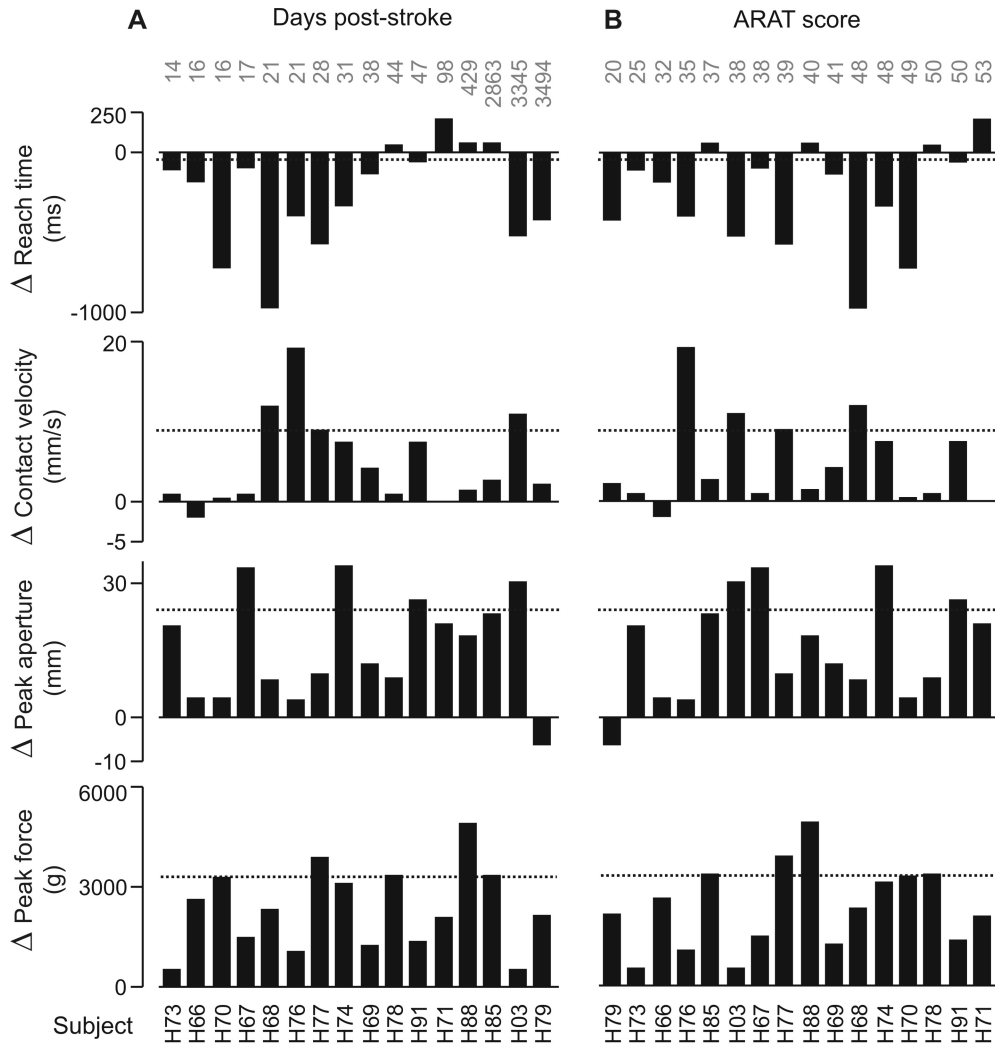 A Days post-stroke B ARAT score
14 16 16 17 21 21 28 31 38 44 47 98 429 2863 3345 3494 20 25 32 35 37 38 38 39 40 41 48 48 49 50 50 53
Δ Reach time
(ms)
250
0
-1000
Δ Contact velocity
(mm/s)
20
0
-5
Δ Peak aperture
(mm)
30
0
-10
Δ Peak force
(g)
6000
3000
0
Subject H73 H66 H70 H67 H68 H76 H77 H74 H69 H78 H91 H71 H88 H85 H03 H79 H79 H73 H66 H76 H85 H03 H67 H77 H88 H69 H68 H74 H70 H78 H91 H71